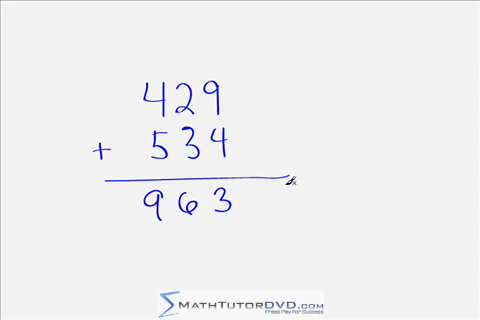 429
+ 534
963
MATHTUTORDVD.COM
Press Play For Success